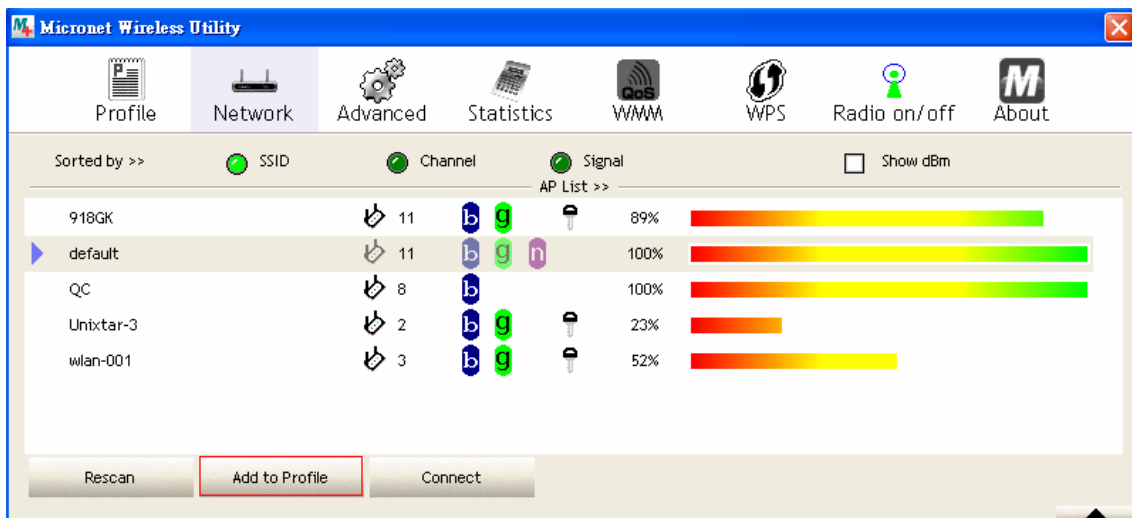 Micronet Wireless Utility
Profile Network Advanced Statistics QoS WMM WPS Radio on/off M About
Sorted by >> SSID Channel Signal Show dBm
AP List >>
918GK 11 b g 89%
default 11 b g n 100%
QC 8 b 100%
Unixtar-3 2 b g 23%
wlan-001 3 b g 52%
Rescan Add to Profile Connect